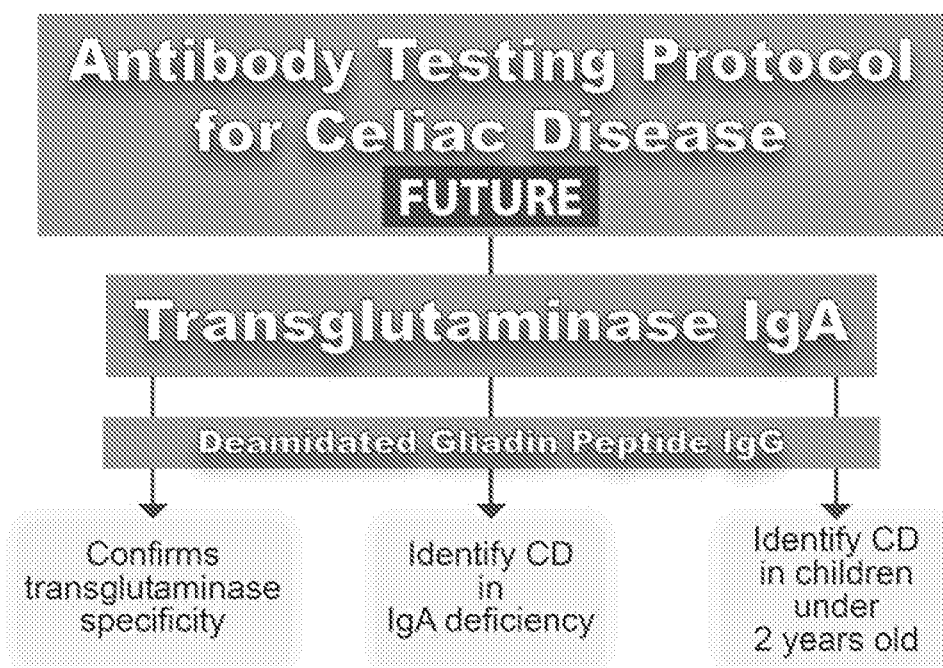 Antibody Testing Protocol
for Celiac Disease
FUTURE
Transglutaminase IgA
Deamidated Gliadin Peptide IgG
Confirms
transglutaminase
specificity
Identify CD
in
IgA deficiency
Identify CD
in children
under
2 years old